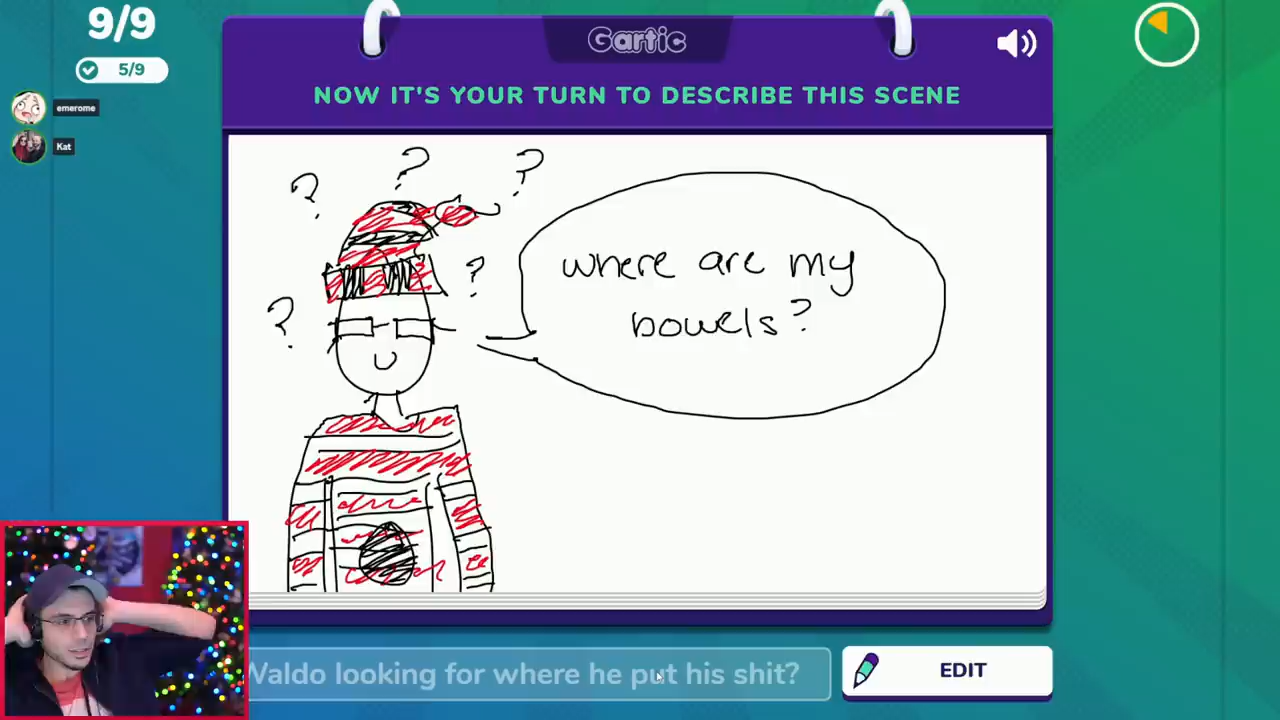 9/9
Gartic
5/9
NOW IT'S YOUR TURN TO DESCRIBE THIS SCENE
emerome
Kat
? ? ?
? ?
where are my
bowels?
Waldo looking for where he put his shit?
EDIT